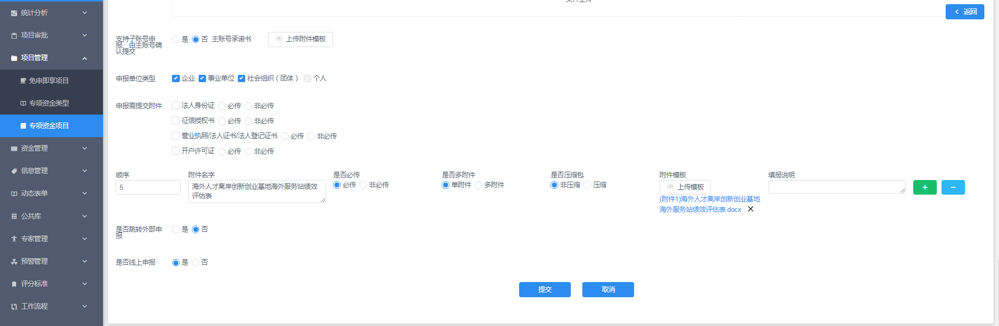 统计分析
项目审批
项目管理
免申即享项目
专项资金类型
专项资金项目
资金管理
信息管理
动态表单
公共库
专家管理
预警管理
评分标准
工作流程
返回
支持子账号申报，由主账号确认提交 是 否 主账号承诺书 上传附件模板
申报单位类型 企业 事业单位 社会组织（团体） 个人
申报需提交附件 法人身份证 必传 非必传
征信授权书 必传 非必传
营业执照/法人证书/法人登记证书 必传 非必传
开户许可证 必传 非必传
顺序 附件名字 是否必传 是否多附件 是否压缩包 附件模板 填报说明
5 海外人才离岸创新创业基地海外服务站绩效 必传 非必传 单附件 多附件 非压缩 压缩 上传模板 + −
评估表
(附件1)海外人才离岸创新创业基地
海外服务站绩效评估表.docx ×
是否跳转外部申 是 否
报
是否线上申报 是 否
提交 取消